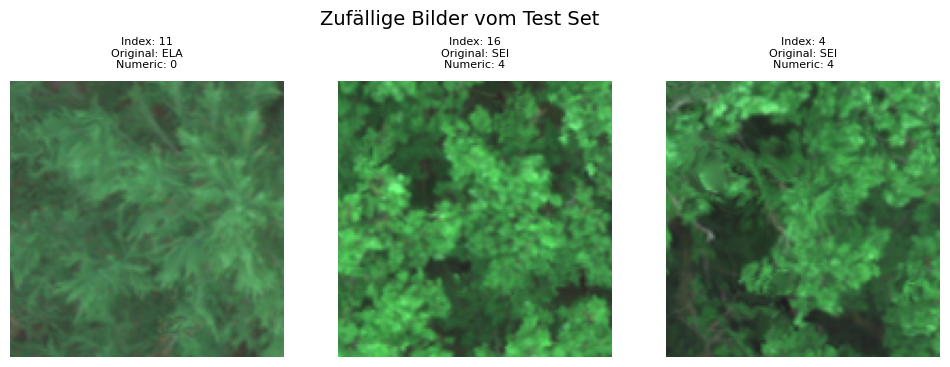 Zufällige Bilder vom Test Set
Index: 11
Original: ELA
Numeric: 0
Index: 16
Original: SEI
Numeric: 4
Index: 4
Original: SEI
Numeric: 4